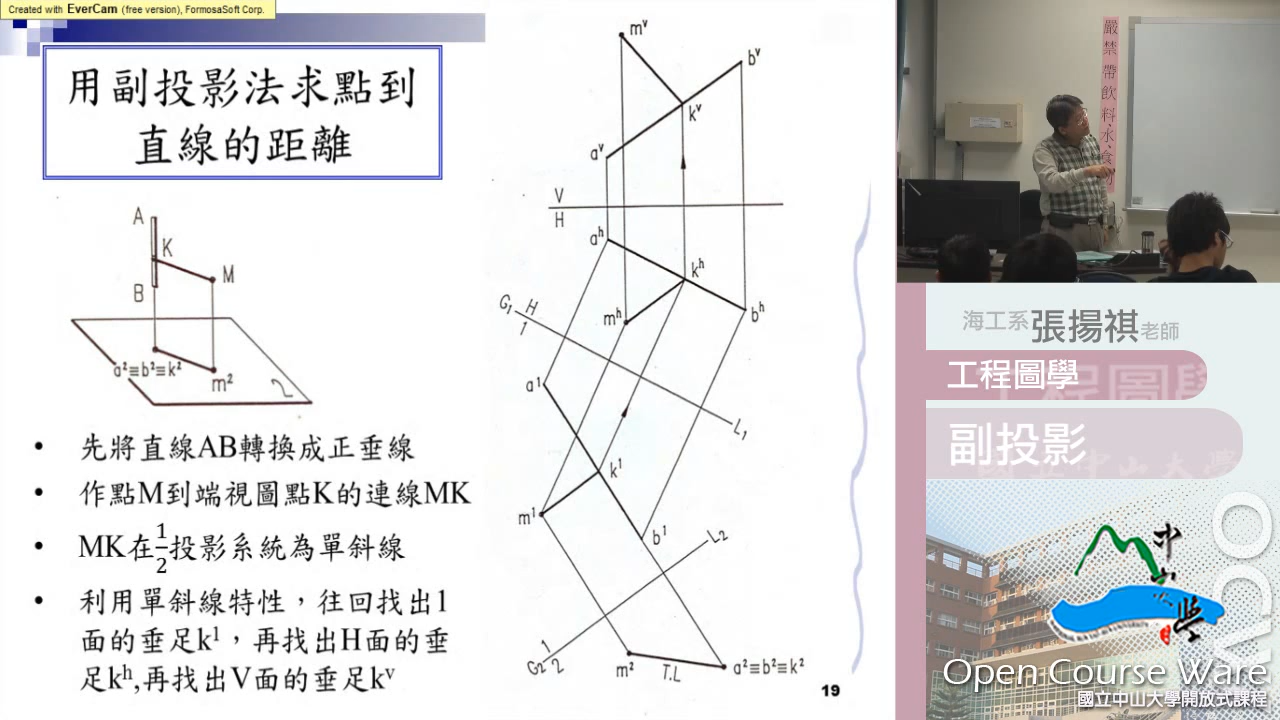 Created with EverCam (free version), FormosaSoft Corp.
用副投影法求點到
直線的距離
A
K
M
B
a²≡b²≡k²
m²
2
• 先將直線AB轉換成正垂線
• 作點M到端視圖點K的連線MK
• MK在1/2投影系統為單斜線
• 利用單斜線特性，往回找出1
面的垂足k¹，再找出H面的垂
足kʰ,再找出V面的垂足kᵛ
mᵛ
bᵛ
kᵛ
aᵛ
V
H
aʰ
kʰ
bʰ
mʰ
G₁ H
1
L₁
a¹
k¹
m¹
b¹
L₂
1
G₂ 2
m²
T.L
a²≡b²≡k²
19
嚴禁帶飲料水、食物
海工系張揚祺老師
工程圖學
副投影
中山大學
OCW
Open Course Ware
國立中山大學開放式課程